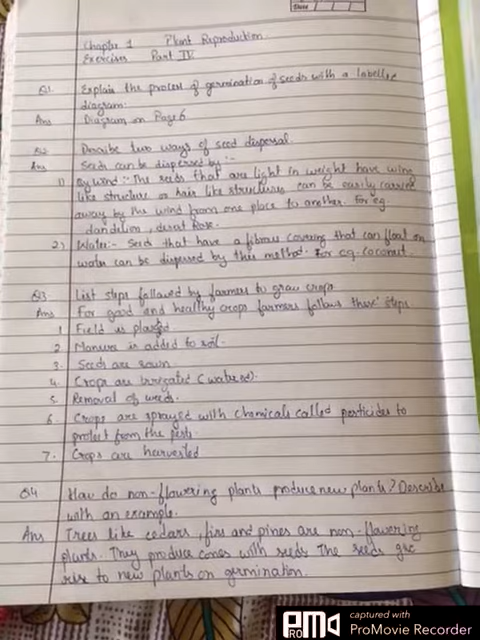 Date
Chapter 1 Plant Reproduction
Exercises Part IV
Q1 Explain the process of germination of seeds with a labelled
diagram.
Ans Diagram on Page 6
Q2 Describe two ways of seed dispersal.
Ans Seeds can be dispersed by :-
1) By wind :- The seeds that are light in weight have wing
like structure or hair like structures can be easily carried
away by the wind from one place to another. For eg.
dandilion, desert Rose.
2) Water:- Seeds that have a fibrous covering that can float on
water can be dispersed by this method. For eg. coconut.
Q3 List steps followed by farmers to grow crops
Ans For good and healthy crops farmers follows these steps.
1 Field is
2 Manure is added to soil.
3. Seeds are sown
4. Crops are irrigated (watered).
5. Removal of weeds.
6. Crops are sprayed with chemicals called pesticides to
protect from the pests
7. Crops are harvested
Q4 How do non-flowering plants produce new plants? Describe
with an example.
Ans Trees like cedars, firs and pines are non-flowering
plants. They produce cones with seeds The seeds give
rise to new plants on germination.
PRO
captured with
ProMovie Recorder